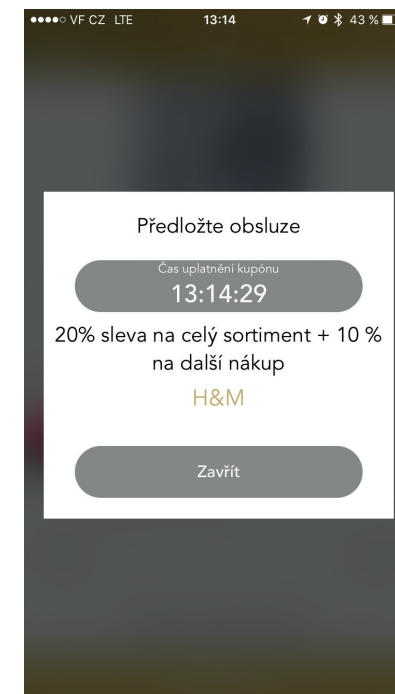 VF CZ LTE 13:14 43 %
Předložte obsluze
Čas uplatnění kupónu
13:14:29
20% sleva na celý sortiment + 10 %
na další nákup
H&M
Zavřít